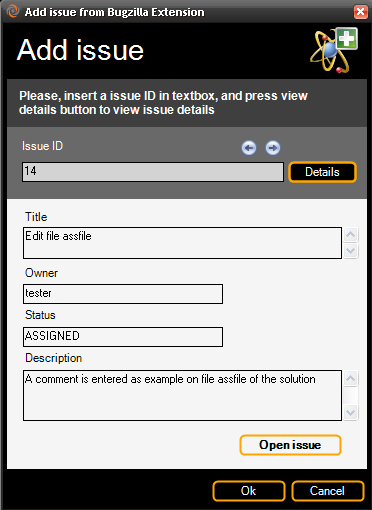 Add issue from Bugzilla Extension
Add issue
Please, insert a issue ID in textbox, and press view
details button to view issue details
Issue ID
14
Details
Title
Edit file assfile
Owner
tester
Status
ASSIGNED
Description
A comment is entered as example on file assfile of the solution
Open issue
Ok
Cancel